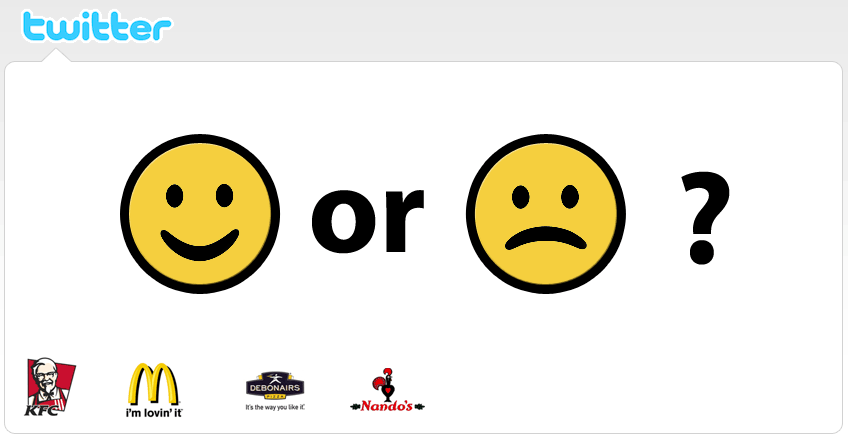 twitter
or ?
KFC
i'm lovin' it
DEBONAIRS
PIZZA
It's the way you like it.
Nando's